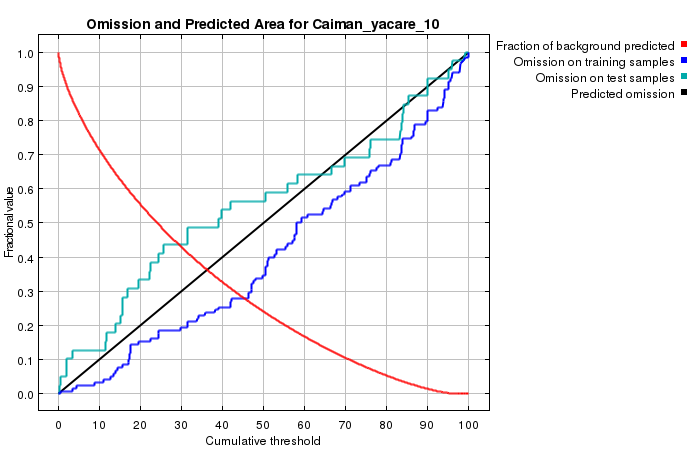 Omission and Predicted Area for Caiman_yacare_10
Fraction of background predicted
Omission on training samples
Omission on test samples
Predicted omission
1.0
0.9
0.8
0.7
0.6
0.5
0.4
0.3
0.2
0.1
0.0
Fractional value
0 10 20 30 40 50 60 70 80 90 100
Cumulative threshold